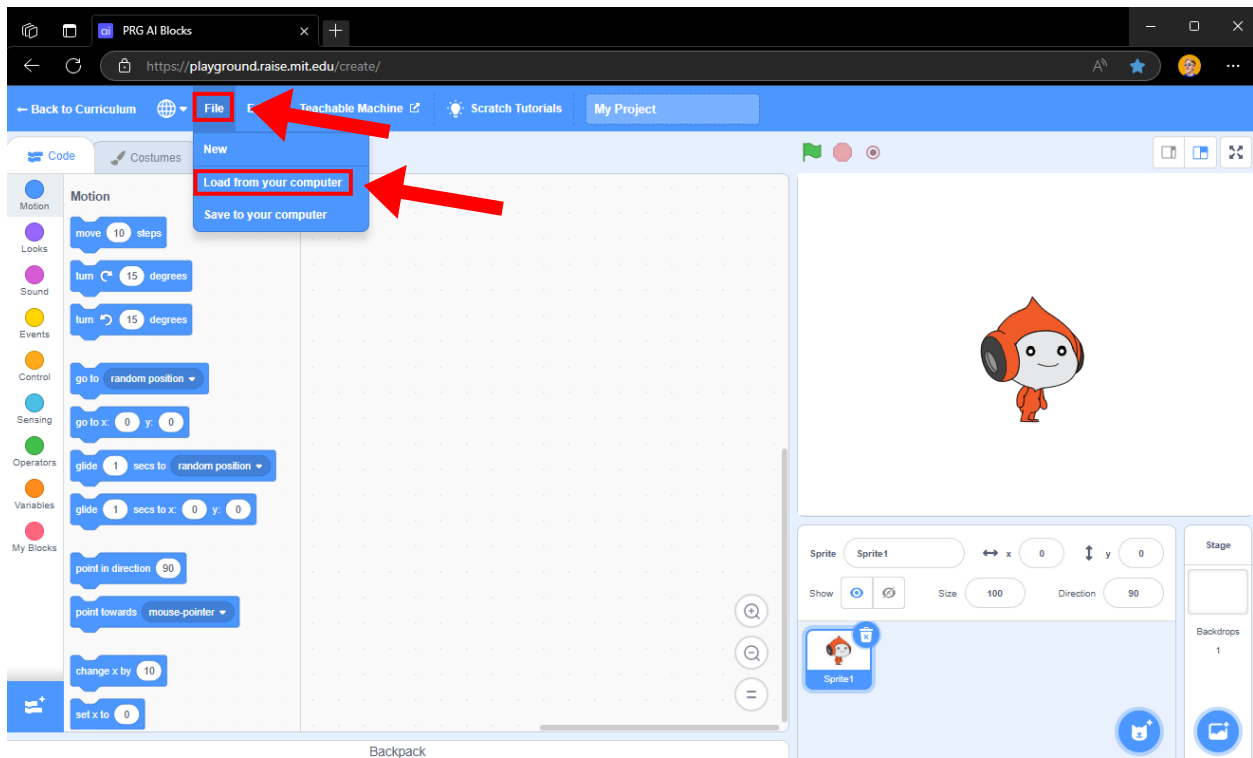 PRG AI Blocks
https://playground.raise.mit.edu/create/
← Back to Curriculum
File
Teachable Machine
Scratch Tutorials
My Project
New
Load from your computer
Save to your computer
Code
Costumes
Motion
Looks
Sound
Events
Control
Sensing
Operators
Variables
My Blocks
Motion
move 10 steps
turn 15 degrees
turn 15 degrees
go to random position
go to x: 0 y: 0
glide 1 secs to random position
glide 1 secs to x: 0 y: 0
point in direction 90
point towards mouse-pointer
change x by 10
set x to 0
Backpack
Sprite Sprite1 x 0 y 0
Show Size 100 Direction 90
Sprite1
Stage
Backdrops
1